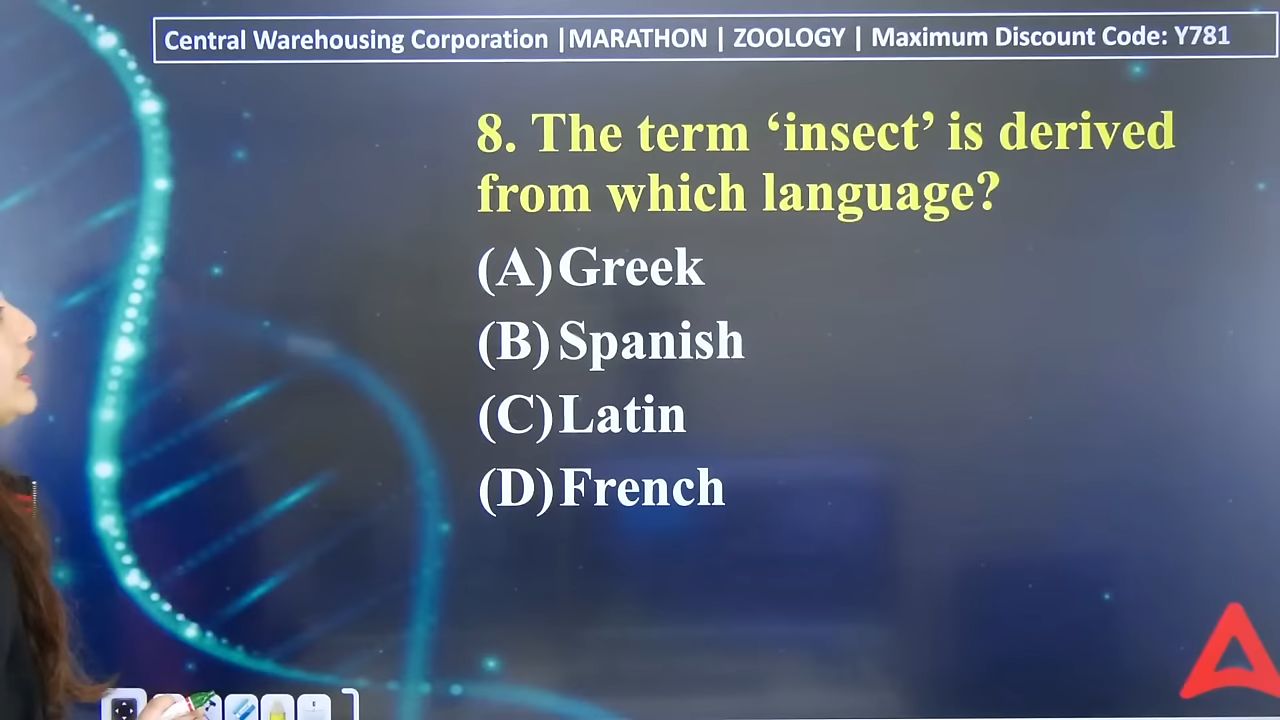 Central Warehousing Corporation |MARATHON | ZOOLOGY | Maximum Discount Code: Y781
8. The term ‘insect’ is derived
from which language?
(A) Greek
(B) Spanish
(C) Latin
(D) French